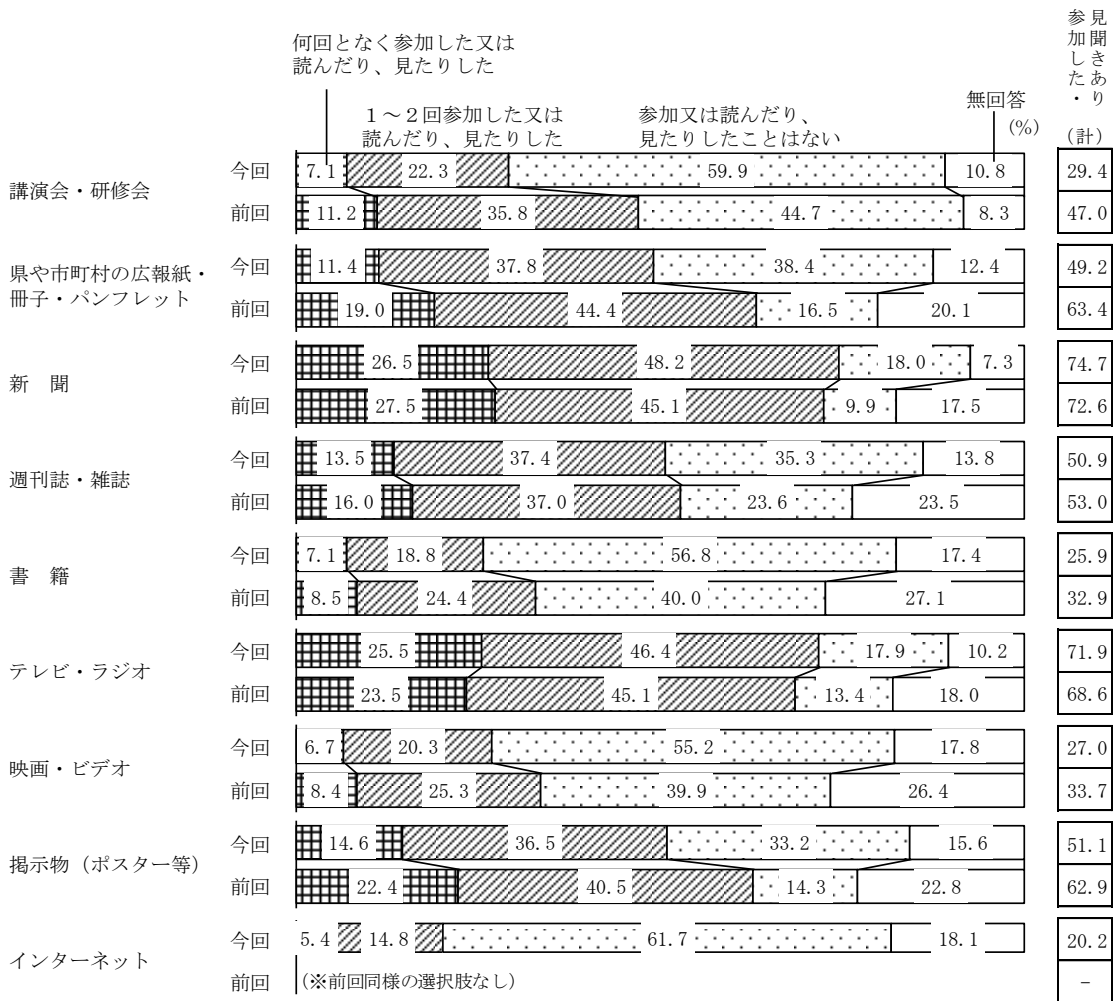 何回となく参加した又は
読んだり、見たりした
１～２回参加した又は
読んだり、見たりした
参加又は読んだり、
見たりしたことはない
無回答
(%)
見聞きあり
参加した・
(計)
講演会・研修会
今回 7.1 22.3 59.9 10.8 29.4
前回 11.2 35.8 44.7 8.3 47.0
県や市町村の広報紙・
冊子・パンフレット
今回 11.4 37.8 38.4 12.4 49.2
前回 19.0 44.4 16.5 20.1 63.4
新　聞
今回 26.5 48.2 18.0 7.3 74.7
前回 27.5 45.1 9.9 17.5 72.6
週刊誌・雑誌
今回 13.5 37.4 35.3 13.8 50.9
前回 16.0 37.0 23.6 23.5 53.0
書　籍
今回 7.1 18.8 56.8 17.4 25.9
前回 8.5 24.4 40.0 27.1 32.9
テレビ・ラジオ
今回 25.5 46.4 17.9 10.2 71.9
前回 23.5 45.1 13.4 18.0 68.6
映画・ビデオ
今回 6.7 20.3 55.2 17.8 27.0
前回 8.4 25.3 39.9 26.4 33.7
掲示物（ポスター等）
今回 14.6 36.5 33.2 15.6 51.1
前回 22.4 40.5 14.3 22.8 62.9
インターネット
今回 5.4 14.8 61.7 18.1 20.2
前回 (※前回同様の選択肢なし) －